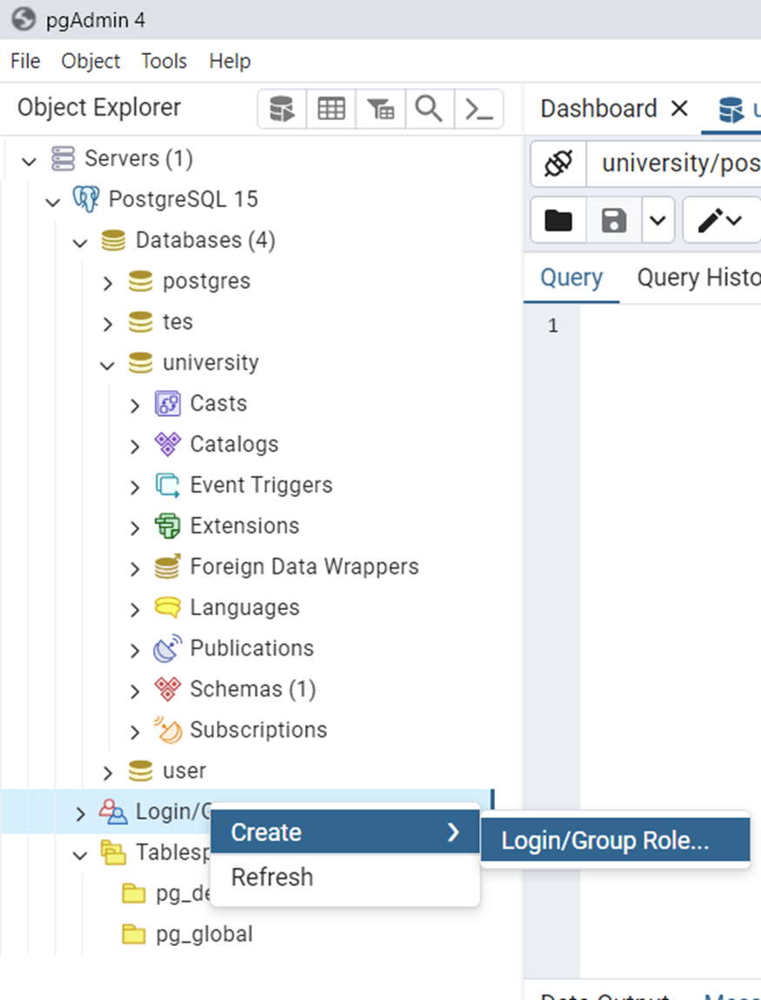 pgAdmin 4
File Object Tools Help
Object Explorer
Dashboard
university/pos
Query Query Histo
1
Servers (1)
PostgreSQL 15
Databases (4)
postgres
tes
university
Casts
Catalogs
Event Triggers
Extensions
Foreign Data Wrappers
Languages
Publications
Schemas (1)
Subscriptions
user
Login/G
Create
Login/Group Role...
Refresh
Tablesp
pg_de
pg_global